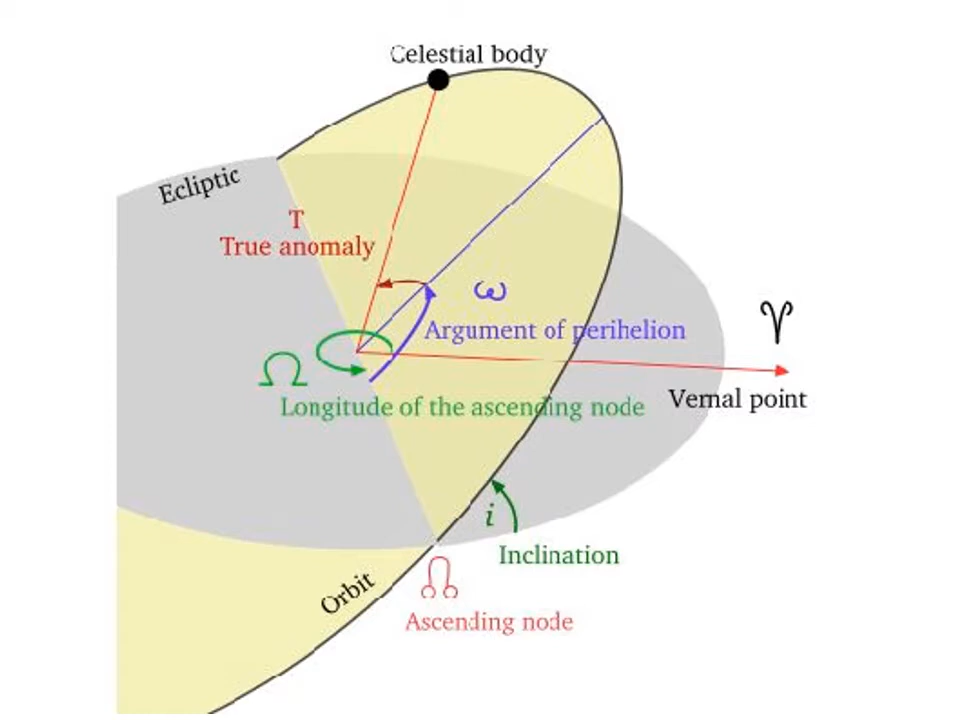 Celestial body
Ecliptic
T
True anomaly
ω
Argument of perihelion
♈
Ω
Longitude of the ascending node
Vernal point
i
Inclination
Orbit
☊
Ascending node